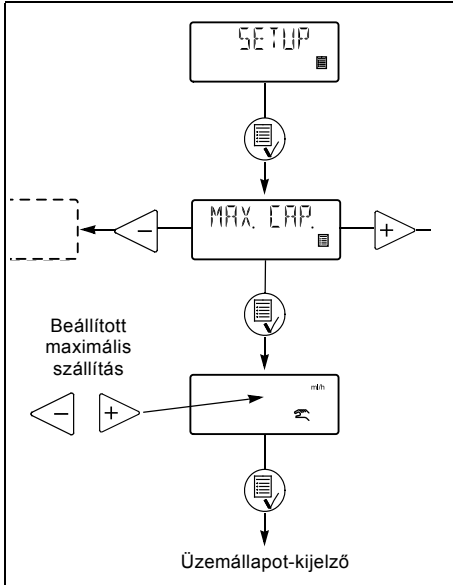 SETUP
−
MAX. CAP.
+
Beállított
maximális
szállítás
− +
ml/h
Üzemállapot-kijelző